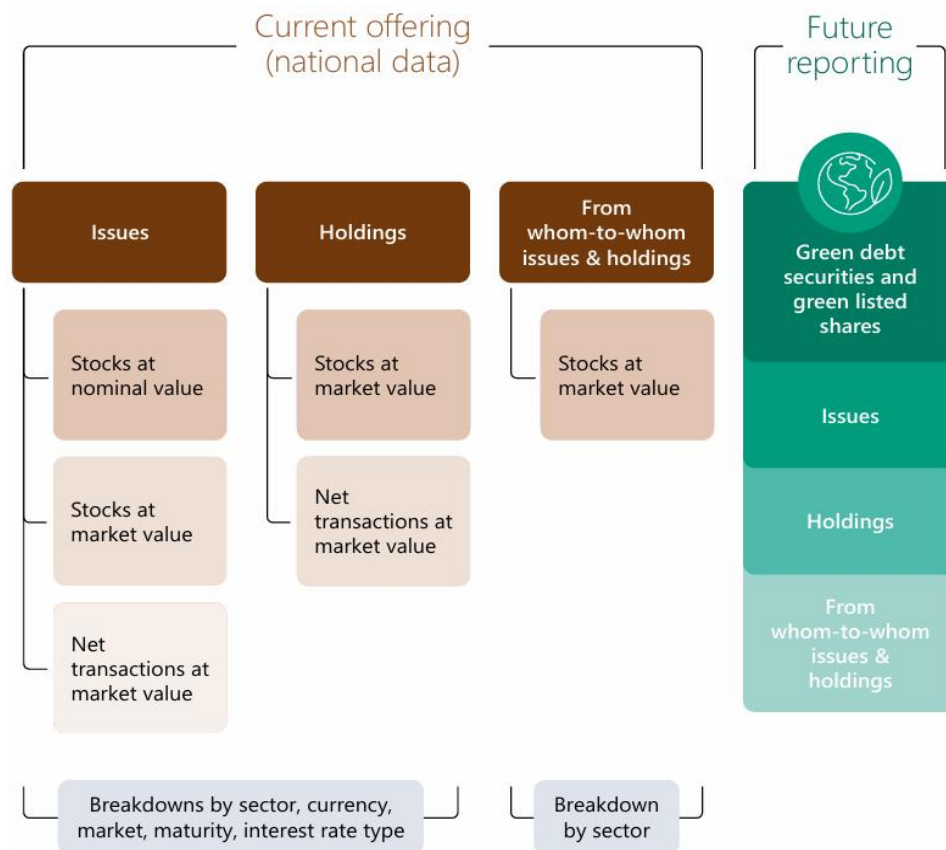 Current offering
(national data)
Future
reporting
Issues
Stocks at
nominal value
Stocks at
market value
Net
transactions at
market value
Holdings
Stocks at
market value
Net
transactions at
market value
From
whom-to-whom
issues & holdings
Stocks at
market value
Green debt
securities and
green listed
shares
Issues
Holdings
From
whom-to-whom
issues &
holdings
Breakdowns by sector, currency,
market, maturity, interest rate type
Breakdown
by sector